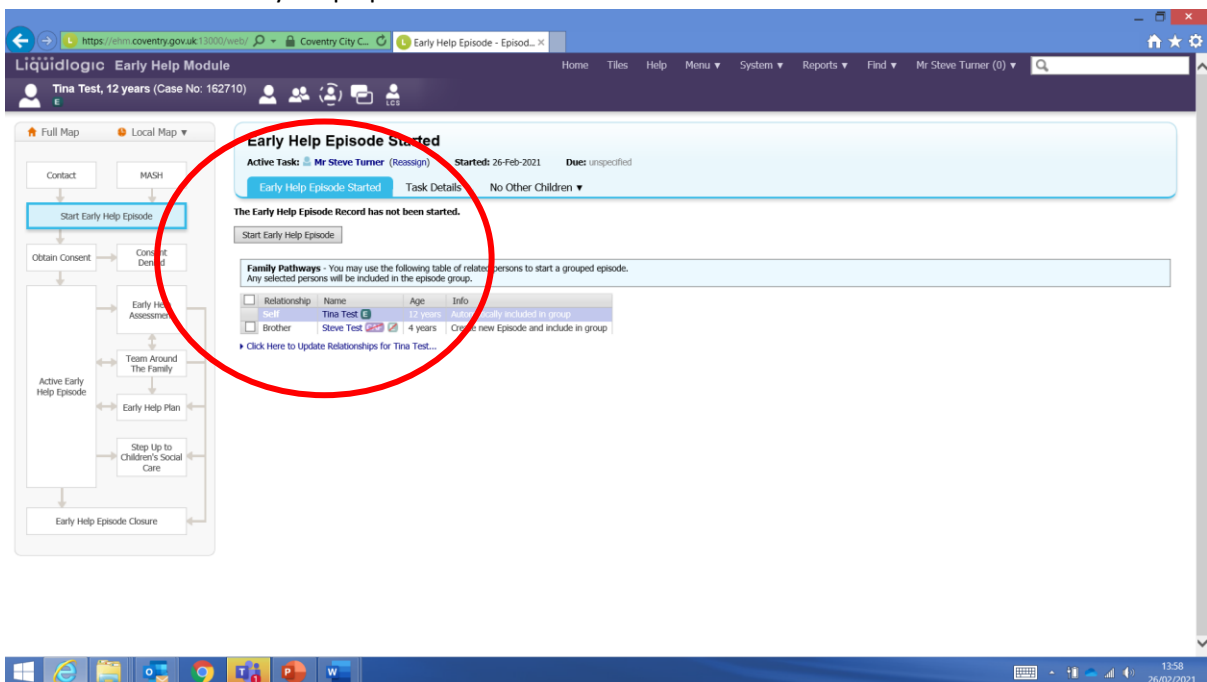 https://ehm.coventry.gov.uk:13000/web/ Coventry City C... Early Help Episode - Episod...
Liquidlogic Early Help Module Home Tiles Help Menu System Reports Find Mr Steve Turner (0)
Tina Test, 12 years (Case No: 162710)
E
LCS
Full Map Local Map
Early Help Episode Started
Active Task: Mr Steve Turner (Reassign) Started: 26-Feb-2021 Due: unspecified
Early Help Episode Started Task Details No Other Children
Contact MASH
Start Early Help Episode
Obtain Consent Consent Denied
Early Help Assessment
Team Around The Family
Active Early Help Episode
Early Help Plan
Step Up to Children's Social Care
Early Help Episode Closure
The Early Help Episode Record has not been started.
Start Early Help Episode
Family Pathways - You may use the following table of related persons to start a grouped episode.
Any selected persons will be included in the episode group.
Relationship Name Age Info
Self Tina Test E 12 years Automatically included in group
Brother Steve Test 4 years Create new Episode and include in group
Click Here to Update Relationships for Tina Test...
13:58
26/02/2021